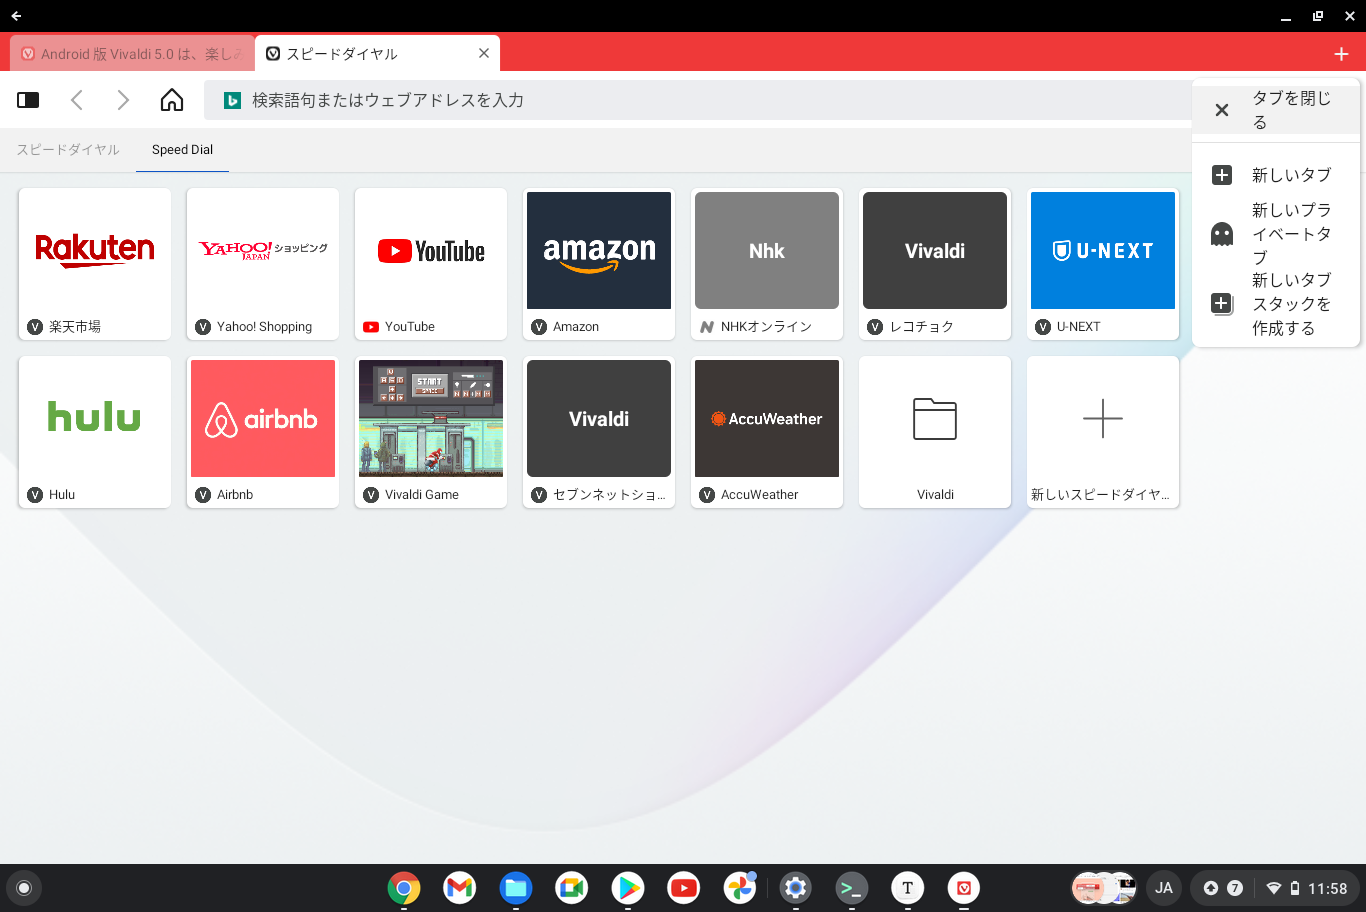 Android 版 Vivaldi 5.0 は、楽しみ
スピードダイヤル
検索語句またはウェブアドレスを入力
タブを閉じ
る
新しいタブ
新しいプラ
イベートタ
ブ
新しいタブ
スタックを
作成する
スピードダイヤル
Speed Dial
Rakuten
YAHOO! ショッピング
JAPAN
YouTube
amazon
Nhk
Vivaldi
U-NEXT
楽天市場
Yahoo! Shopping
YouTube
Amazon
NHKオンライン
レコチョク
U-NEXT
hulu
airbnb
START
Vivaldi
AccuWeather
Hulu
Airbnb
Vivaldi Game
セブンネットショ...
AccuWeather
Vivaldi
新しいスピードダイヤ...
JA
7
11:58